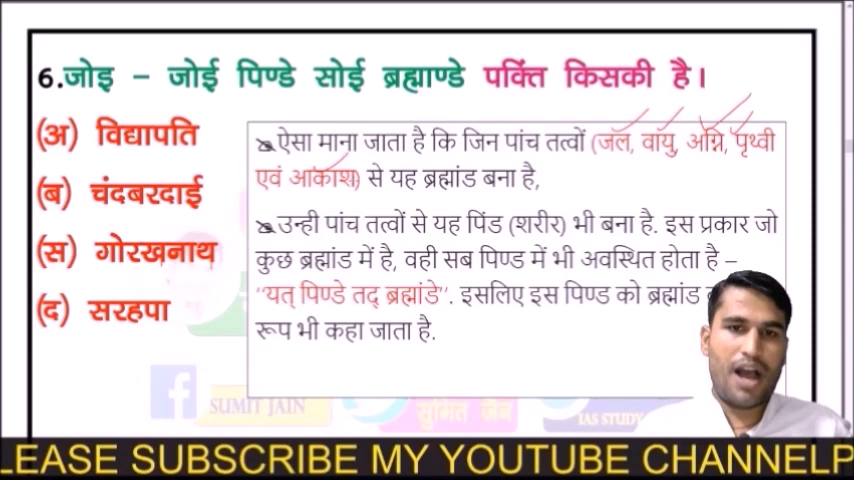 6.जोइ – जोई पिण्डे सोई ब्रह्माण्डे पक्ति किसकी है।
(अ) विद्यापति
(ब) चंदबरदाई
(स) गोरखनाथ
(द) सरहपा
ऐसा माना जाता है कि जिन पांच तत्वों (जल, वायु, अग्नि, पृथ्वी
एवं आकाश) से यह ब्रह्मांड बना है,
उन्ही पांच तत्वों से यह पिंड (शरीर) भी बना है. इस प्रकार जो
कुछ ब्रह्मांड में है, वही सब पिण्ड में भी अवस्थित होता है –
“यत् पिण्डे तद् ब्रह्मांडे”. इसलिए इस पिण्ड को ब्रह्मांड
रूप भी कहा जाता है.
SUMIT JAIN
सुमित जैन
IAS STUDY
LEASE SUBSCRIBE MY YOUTUBE CHANNELP